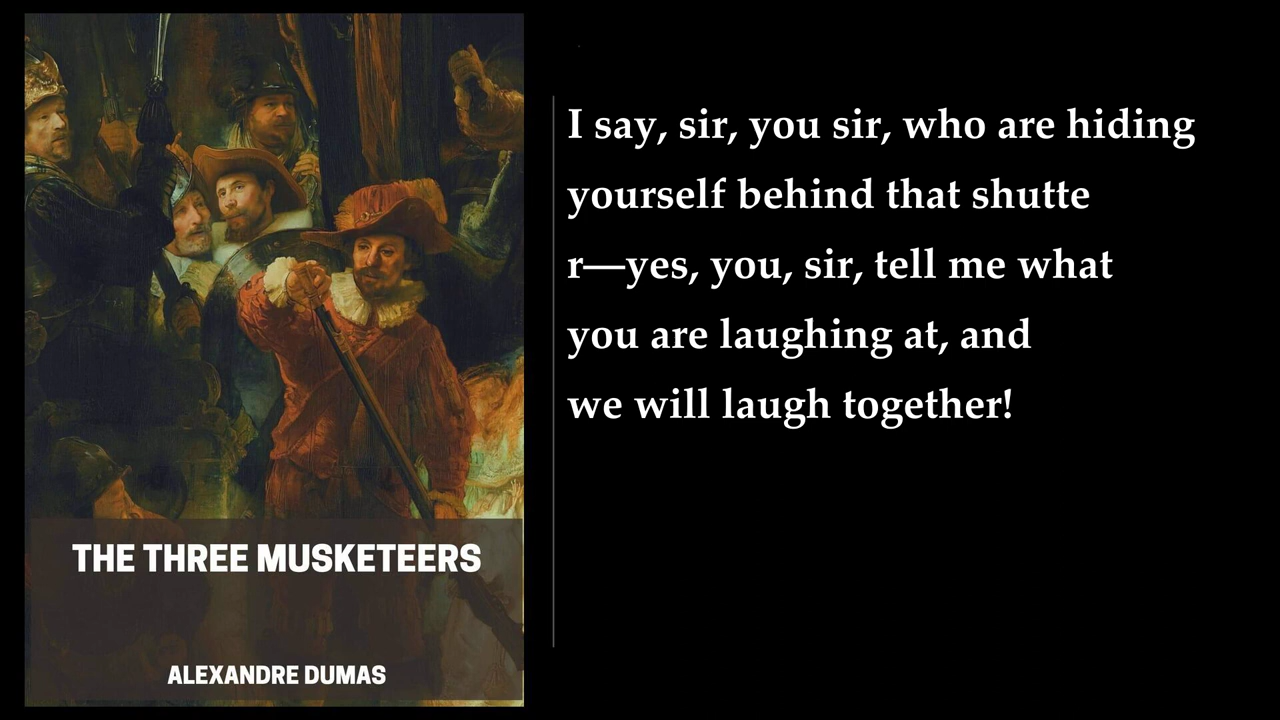 I say, sir, you sir, who are hiding
yourself behind that shutte
r—yes, you, sir, tell me what
you are laughing at, and
we will laugh together!
THE THREE MUSKETEERS
ALEXANDRE DUMAS